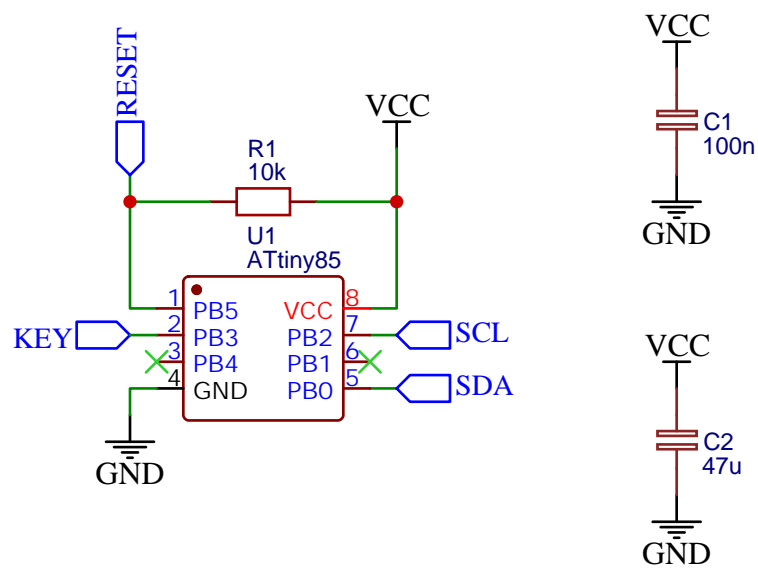 RESET
VCC
R1
10k
U1
ATtiny85
1
PB5
VCC
8
KEY
2
PB3
PB2
7
SCL
3
PB4
PB1
6
4
GND
PB0
5
SDA
GND
VCC
C1
100n
GND
VCC
C2
47u
GND